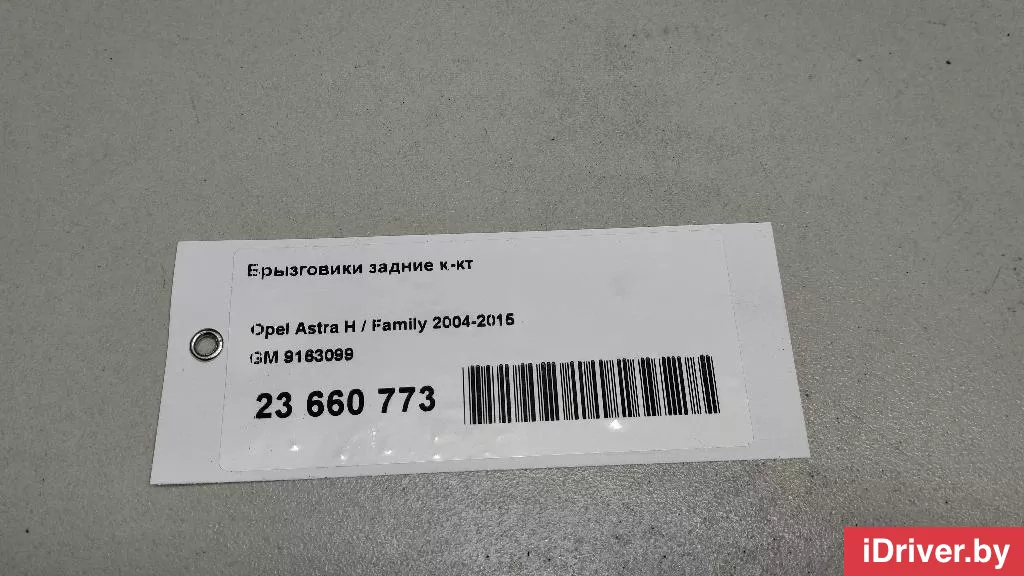 Брызговики задние к-кт
Opel Astra H / Family 2004-2015
GM 9163099
23 660 773
iDriver.by